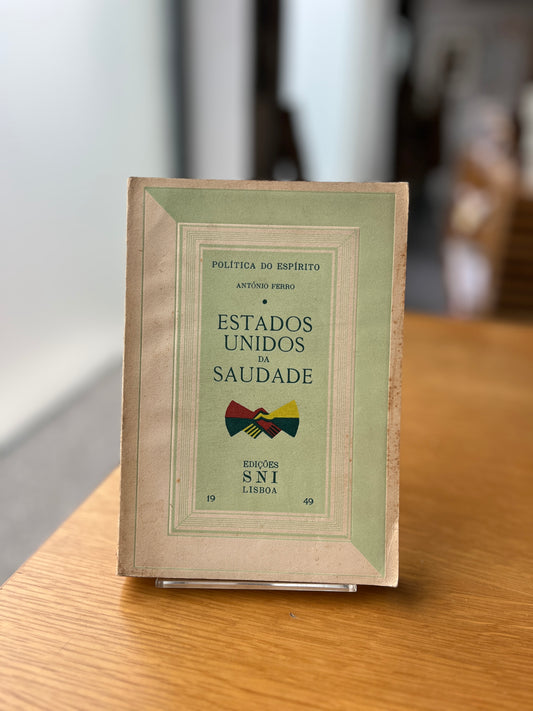 POLÍTICA DO ESPÍRITO
ANTÓNIO FERRO
ESTADOS
UNIDOS
DA
SAUDADE
EDIÇÕES
SNI
LISBOA
19 49